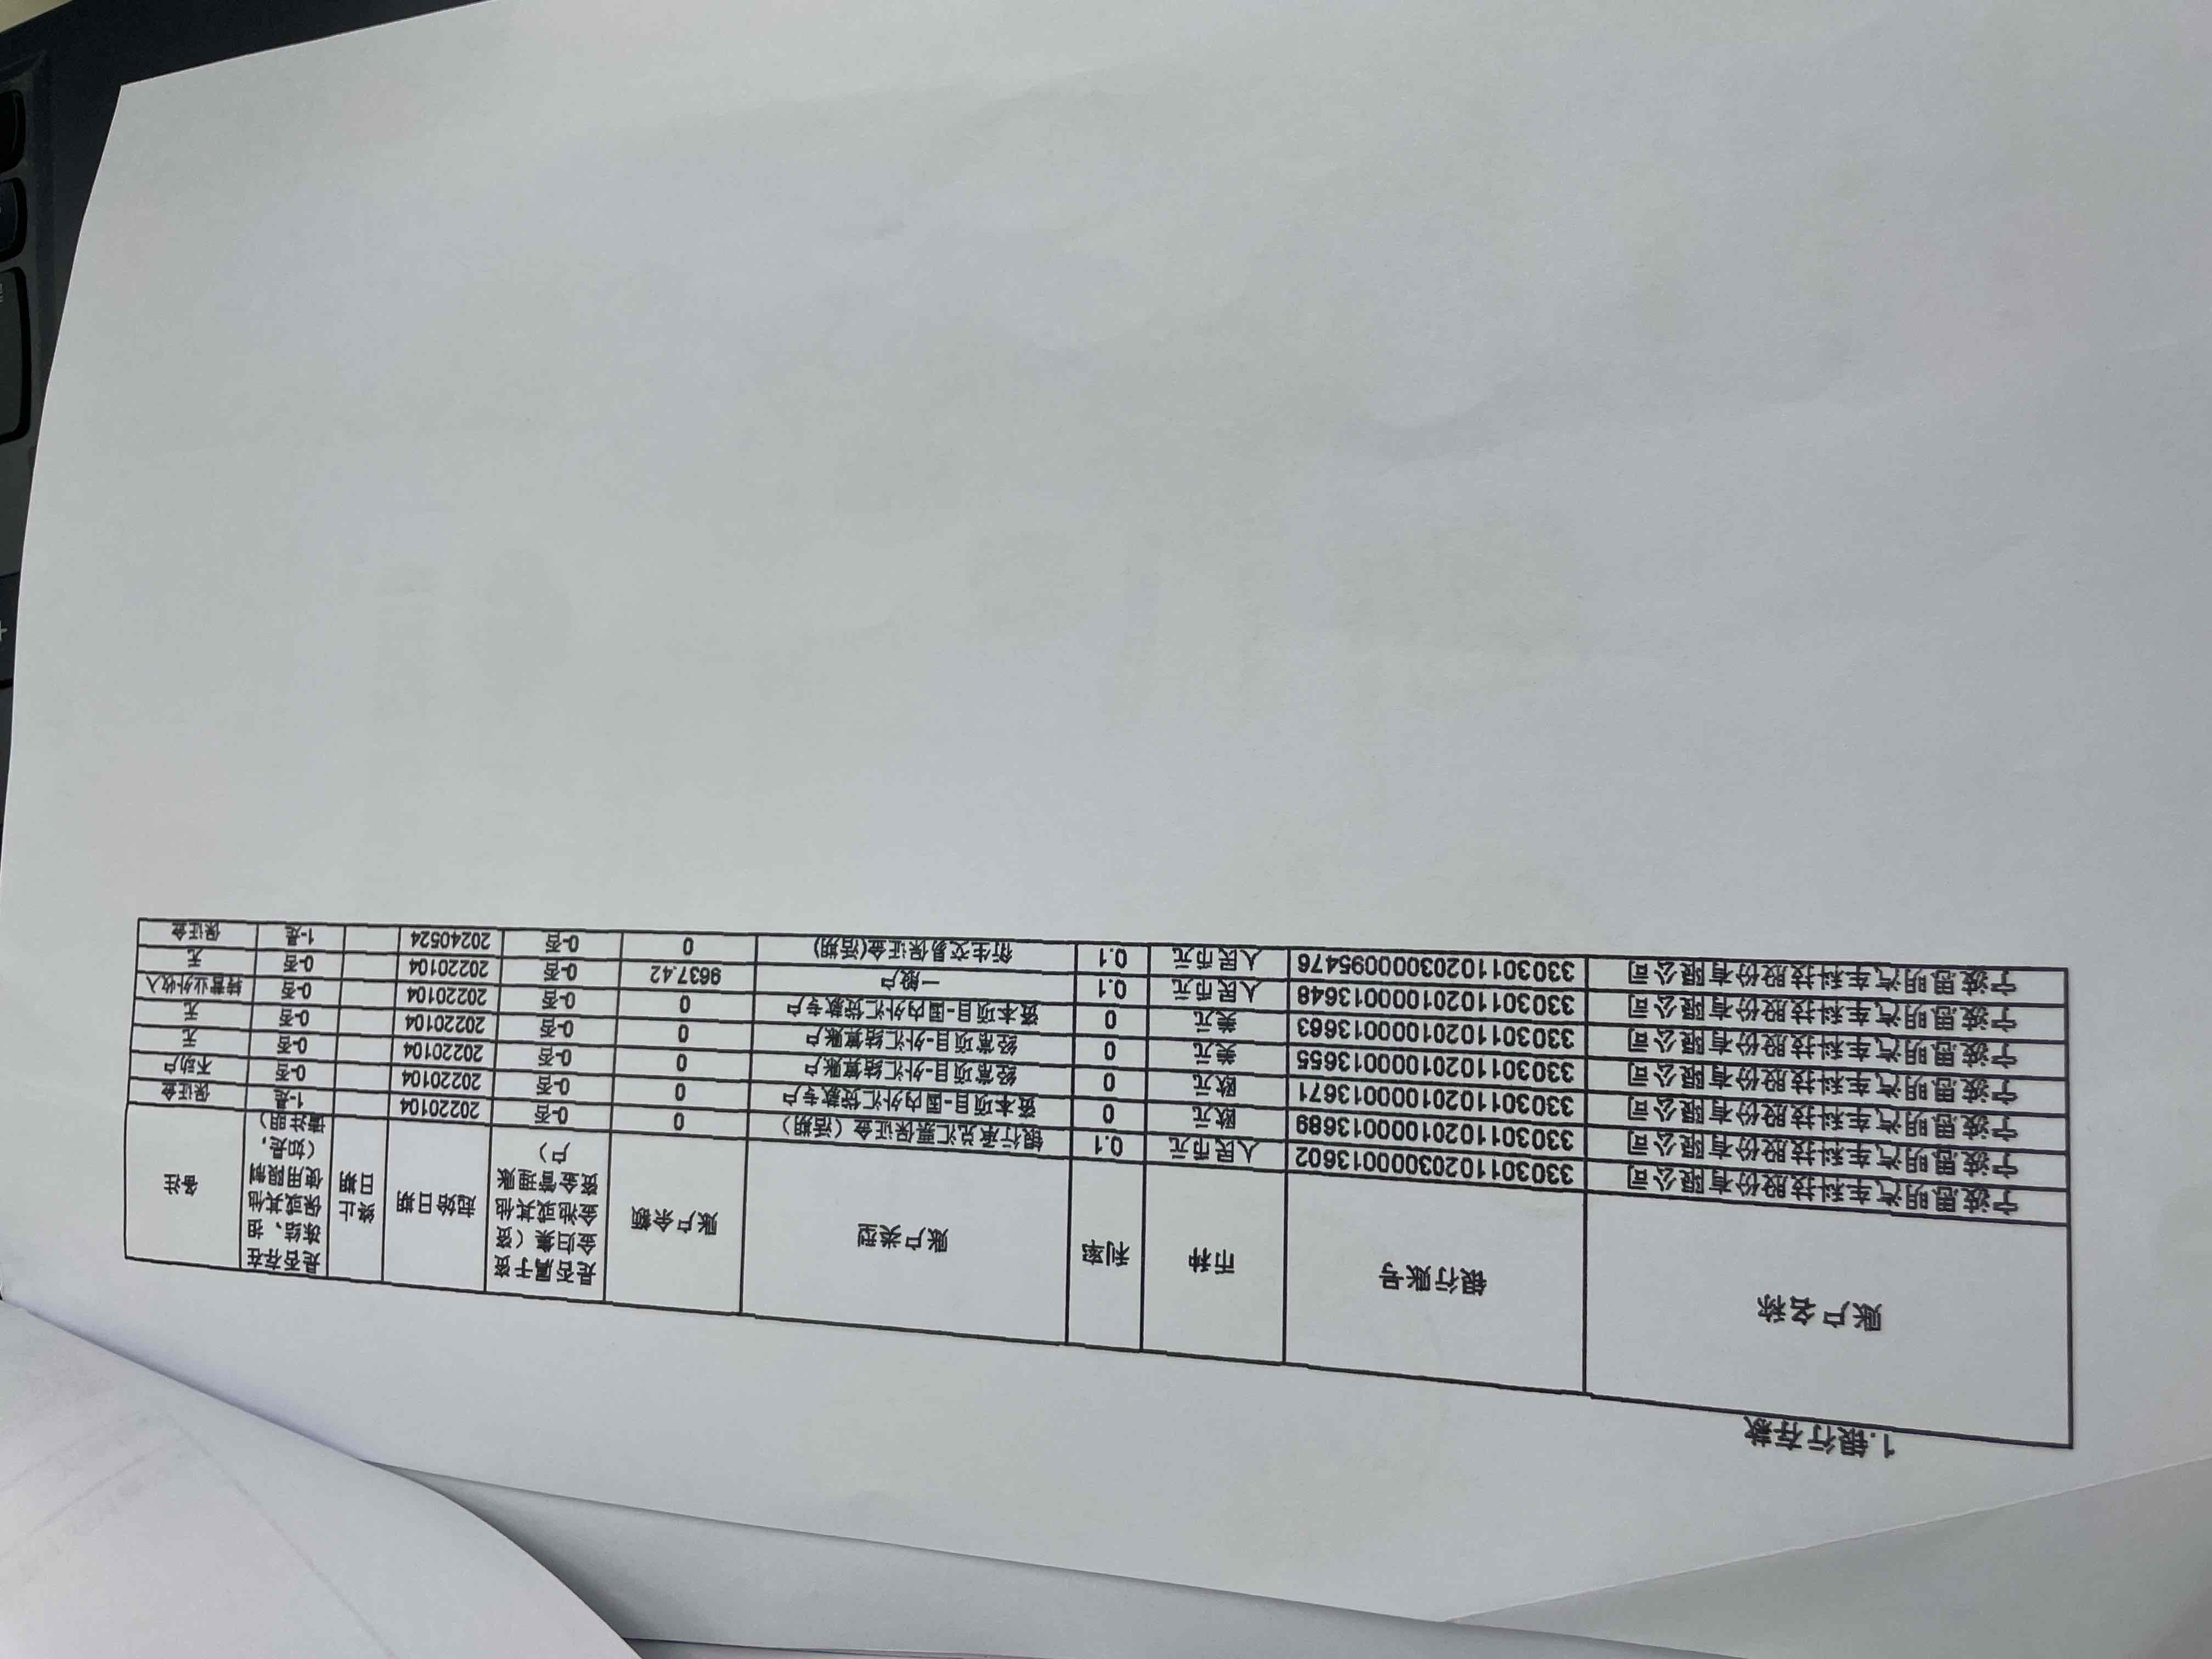 1.银行存款
账户名称 银行账号 币种 利率 账户类型 账户余额 是否属于资金归集（资金池或其他资金管理账户） 起始日期 终止日期 是否存在冻结、担保或其他使用限制（如是，请注明） 备注
宁波思明汽车科技股份有限公司 33030110203000013602 人民币元 0.1 银行承兑汇票保证金（活期） 0 0-否 20220104 1-是 保证金
宁波思明汽车科技股份有限公司 33030110201000013689 欧元 0 资本项目-国内外汇贷款专户 0 0-否 20220104 0-否 不动户
宁波思明汽车科技股份有限公司 33030110201000013671 欧元 0 经常项目-外汇结算账户 0 0-否 20220104 0-否 无
宁波思明汽车科技股份有限公司 33030110201000013655 美元 0 经常项目-外汇结算账户 0 0-否 20220104 0-否 无
宁波思明汽车科技股份有限公司 33030110201000013663 美元 0 资本项目-国内外汇贷款专户 0 0-否 20220104 0-否 转营业外收入
宁波思明汽车科技股份有限公司 33030110201000013648 人民币元 0.1 一般户 9637.42 0-否 20220104 0-否 无
宁波思明汽车科技股份有限公司 33030110203000095476 人民币元 0.1 衍生交易保证金(活期) 0 0-否 20240524 1-是 保证金